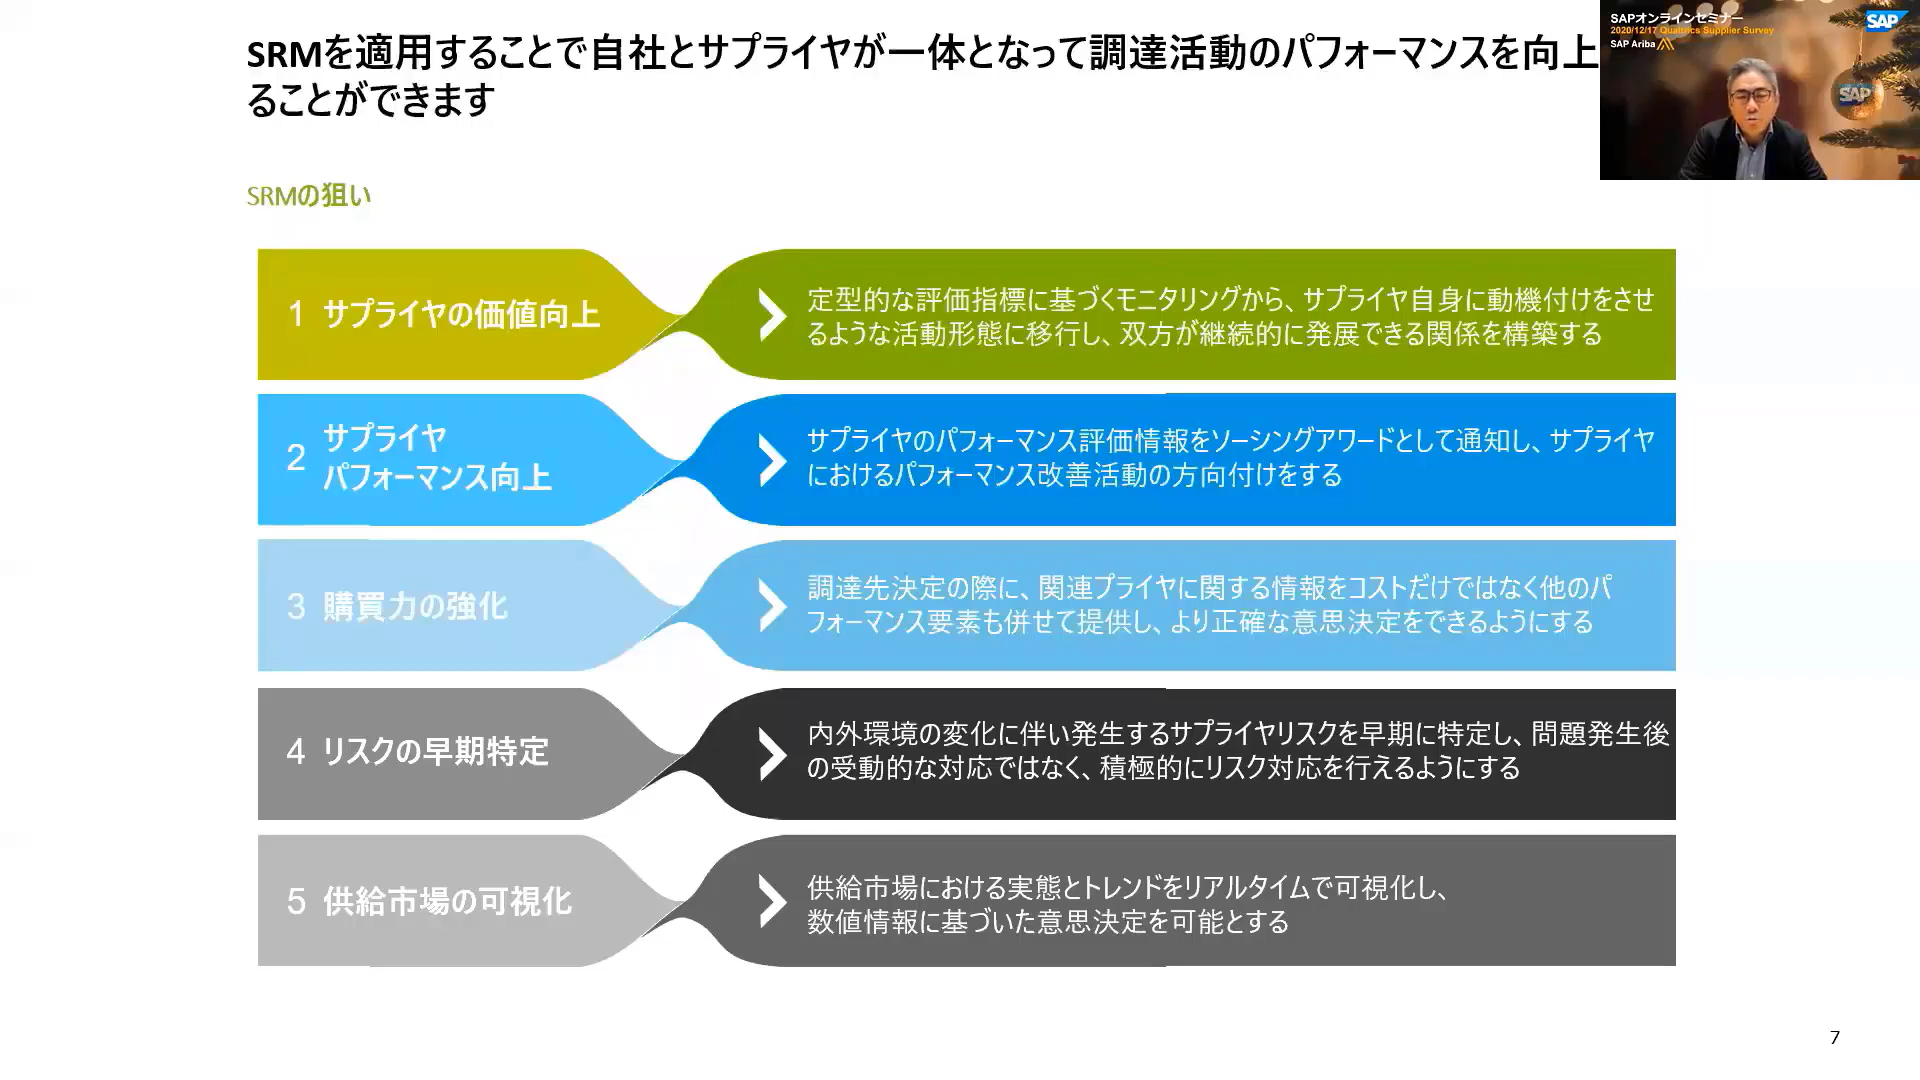 SRMを適用することで自社とサプライヤが一体となって調達活動のパフォーマンスを向上
ることができます
SAPオンラインセミナー
2020/12/17 Qualtrics Supplier Survey
SAP Ariba
SAP
SAP
SRMの狙い
1 サプライヤの価値向上
定型的な評価指標に基づくモニタリングから、サプライヤ自身に動機付けをさせ
るような活動形態に移行し、双方が継続的に発展できる関係を構築する
2 サプライヤ
パフォーマンス向上
サプライヤのパフォーマンス評価情報をソーシングアワードとして通知し、サプライヤ
におけるパフォーマンス改善活動の方向付けをする
3 購買力の強化
調達先決定の際に、関連プライヤに関する情報をコストだけではなく他のパ
フォーマンス要素も併せて提供し、より正確な意思決定をできるようにする
4 リスクの早期特定
内外環境の変化に伴い発生するサプライヤリスクを早期に特定し、問題発生後
の受動的な対応ではなく、積極的にリスク対応を行えるようにする
5 供給市場の可視化
供給市場における実態とトレンドをリアルタイムで可視化し、
数値情報に基づいた意思決定を可能とする
7